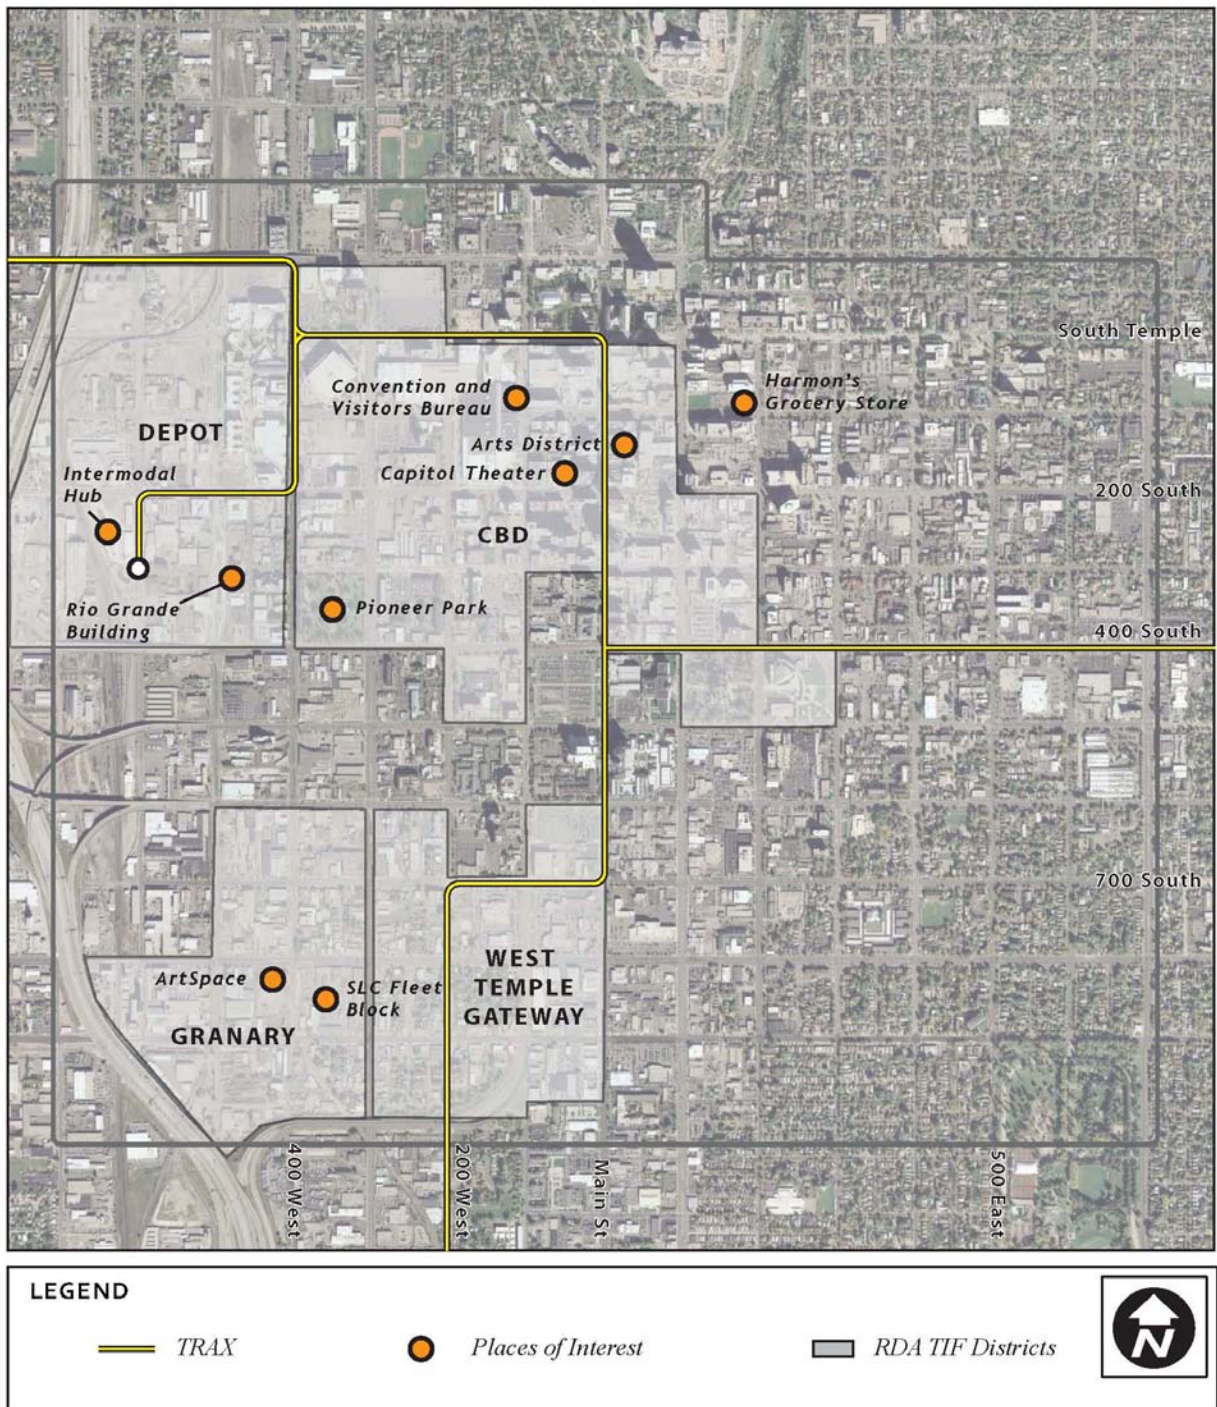 South Temple
Convention and
Visitors Bureau
Harmon's
Grocery Store
DEPOT
Arts District
Intermodal
Hub
Capitol Theater
200 South
CBD
Rio Grande
Building
Pioneer Park
400 South
700 South
WEST
TEMPLE
GATEWAY
ArtSpace
SLC Fleet
Block
GRANARY
400 West
200 West
Main St
500 East
LEGEND
TRAX
Places of Interest
RDA TIF Districts
N